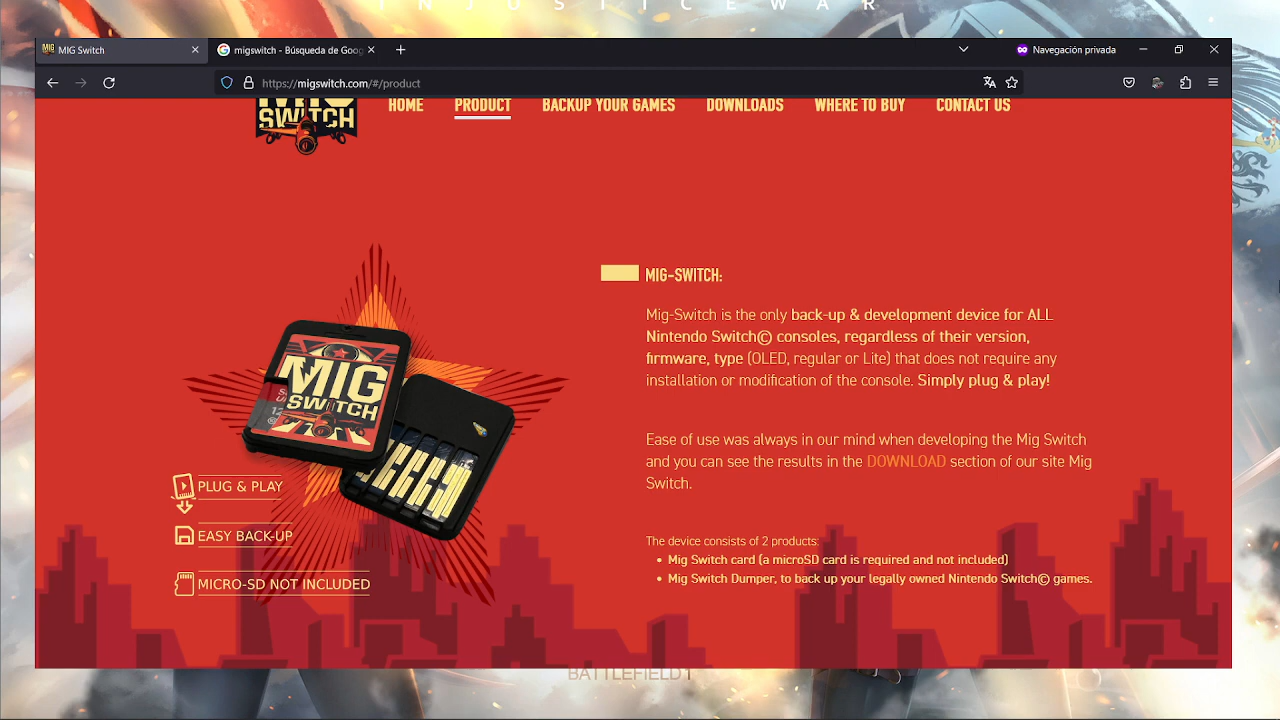 INJUSTICEWAR
MIG Switch
migswitch - Búsqueda de Goog
Navegación privada
https://migswitch.com/#/product
MIG
SWITCH
HOME
PRODUCT
BACKUP YOUR GAMES
DOWNLOADS
WHERE TO BUY
CONTACT US
MIG-SWITCH:
Mig-Switch is the only back-up & development device for ALL
Nintendo Switch© consoles, regardless of their version,
firmware, type (OLED, regular or Lite) that does not require any
installation or modification of the console. Simply plug & play!
Ease of use was always in our mind when developing the Mig Switch
and you can see the results in the DOWNLOAD section of our site Mig
Switch.
The device consists of 2 products:
• Mig Switch card (a microSD card is required and not included)
• Mig Switch Dumper, to back up your legally owned Nintendo Switch© games.
MIG
SWITCH
PLUG & PLAY
EASY BACK-UP
MICRO-SD NOT INCLUDED
BATTLEFIELD 1